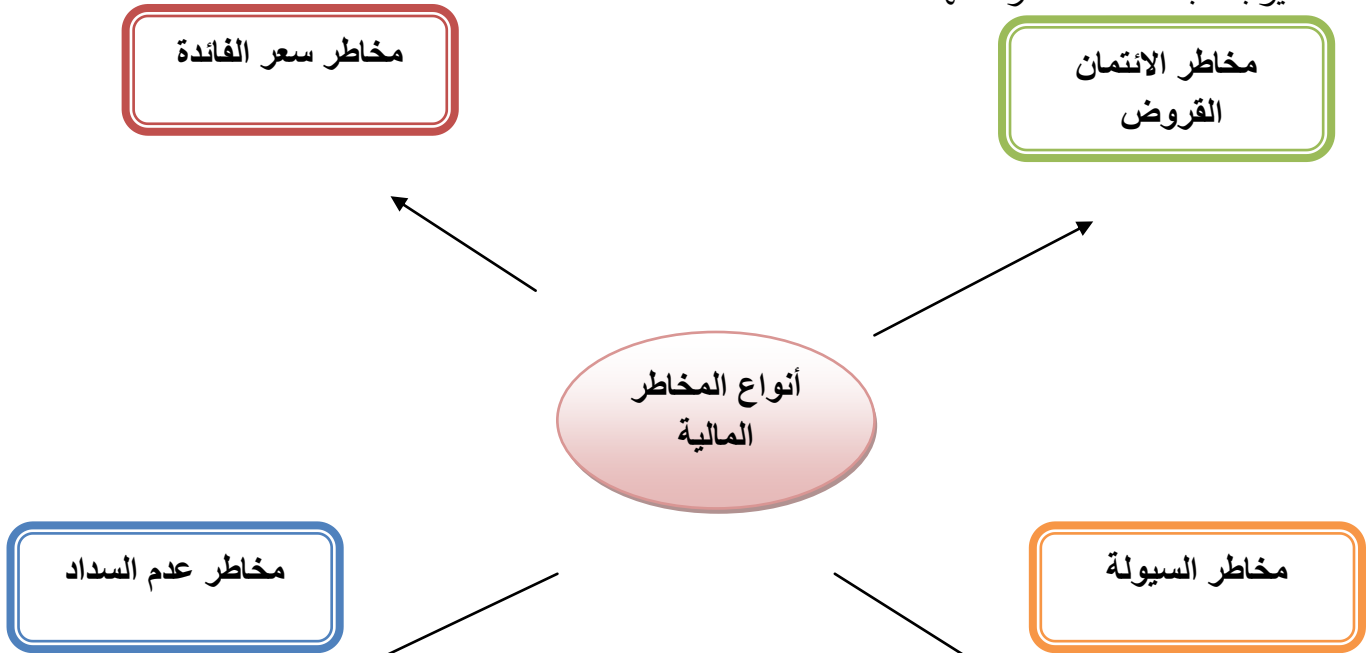 مخاطر الائتمان
القروض
مخاطر سعر الفائدة
أنواع المخاطر
المالية
مخاطر السيولة
مخاطر عدم السداد